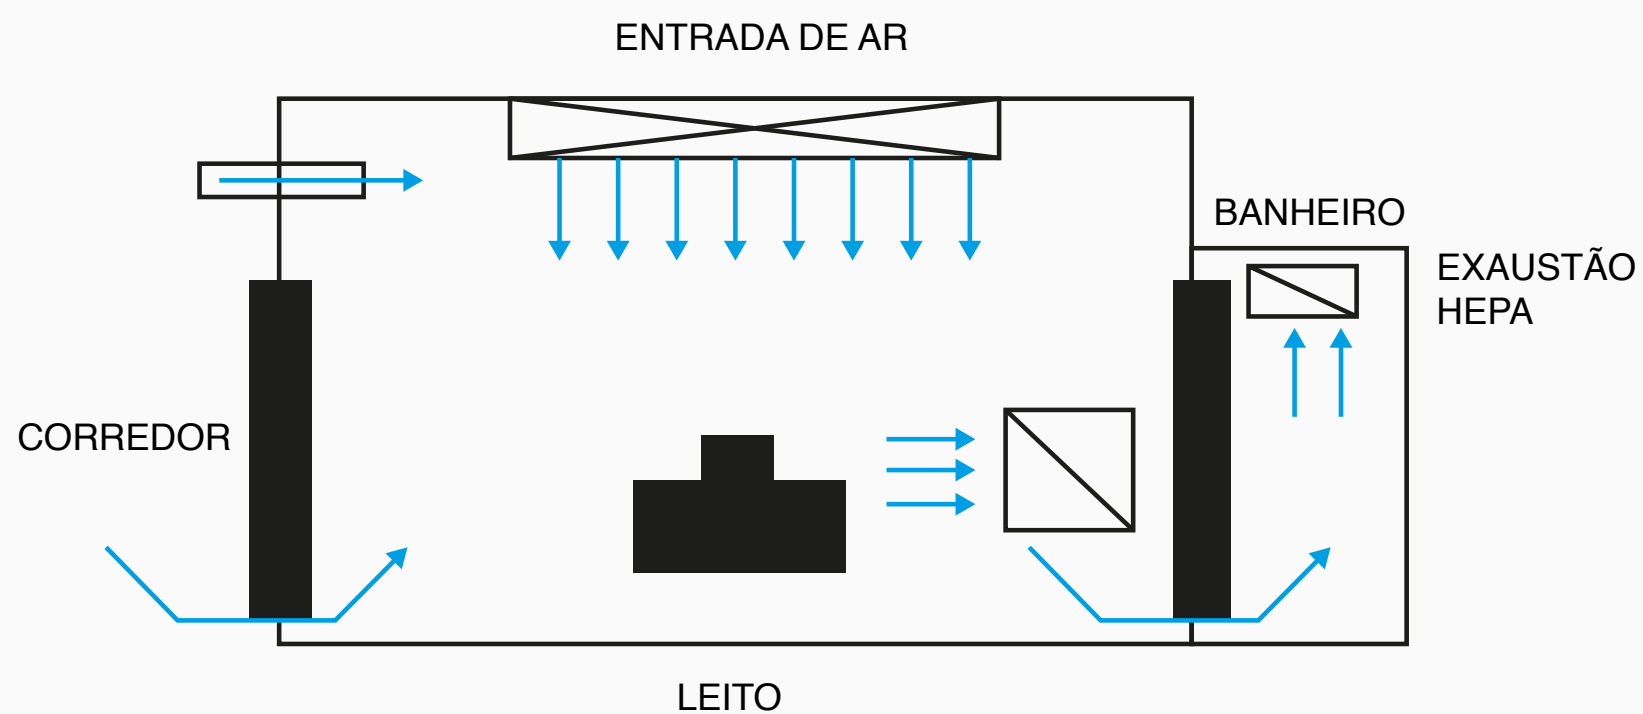 ENTRADA DE AR
BANHEIRO
EXAUSTÃO
HEPA
CORREDOR
LEITO